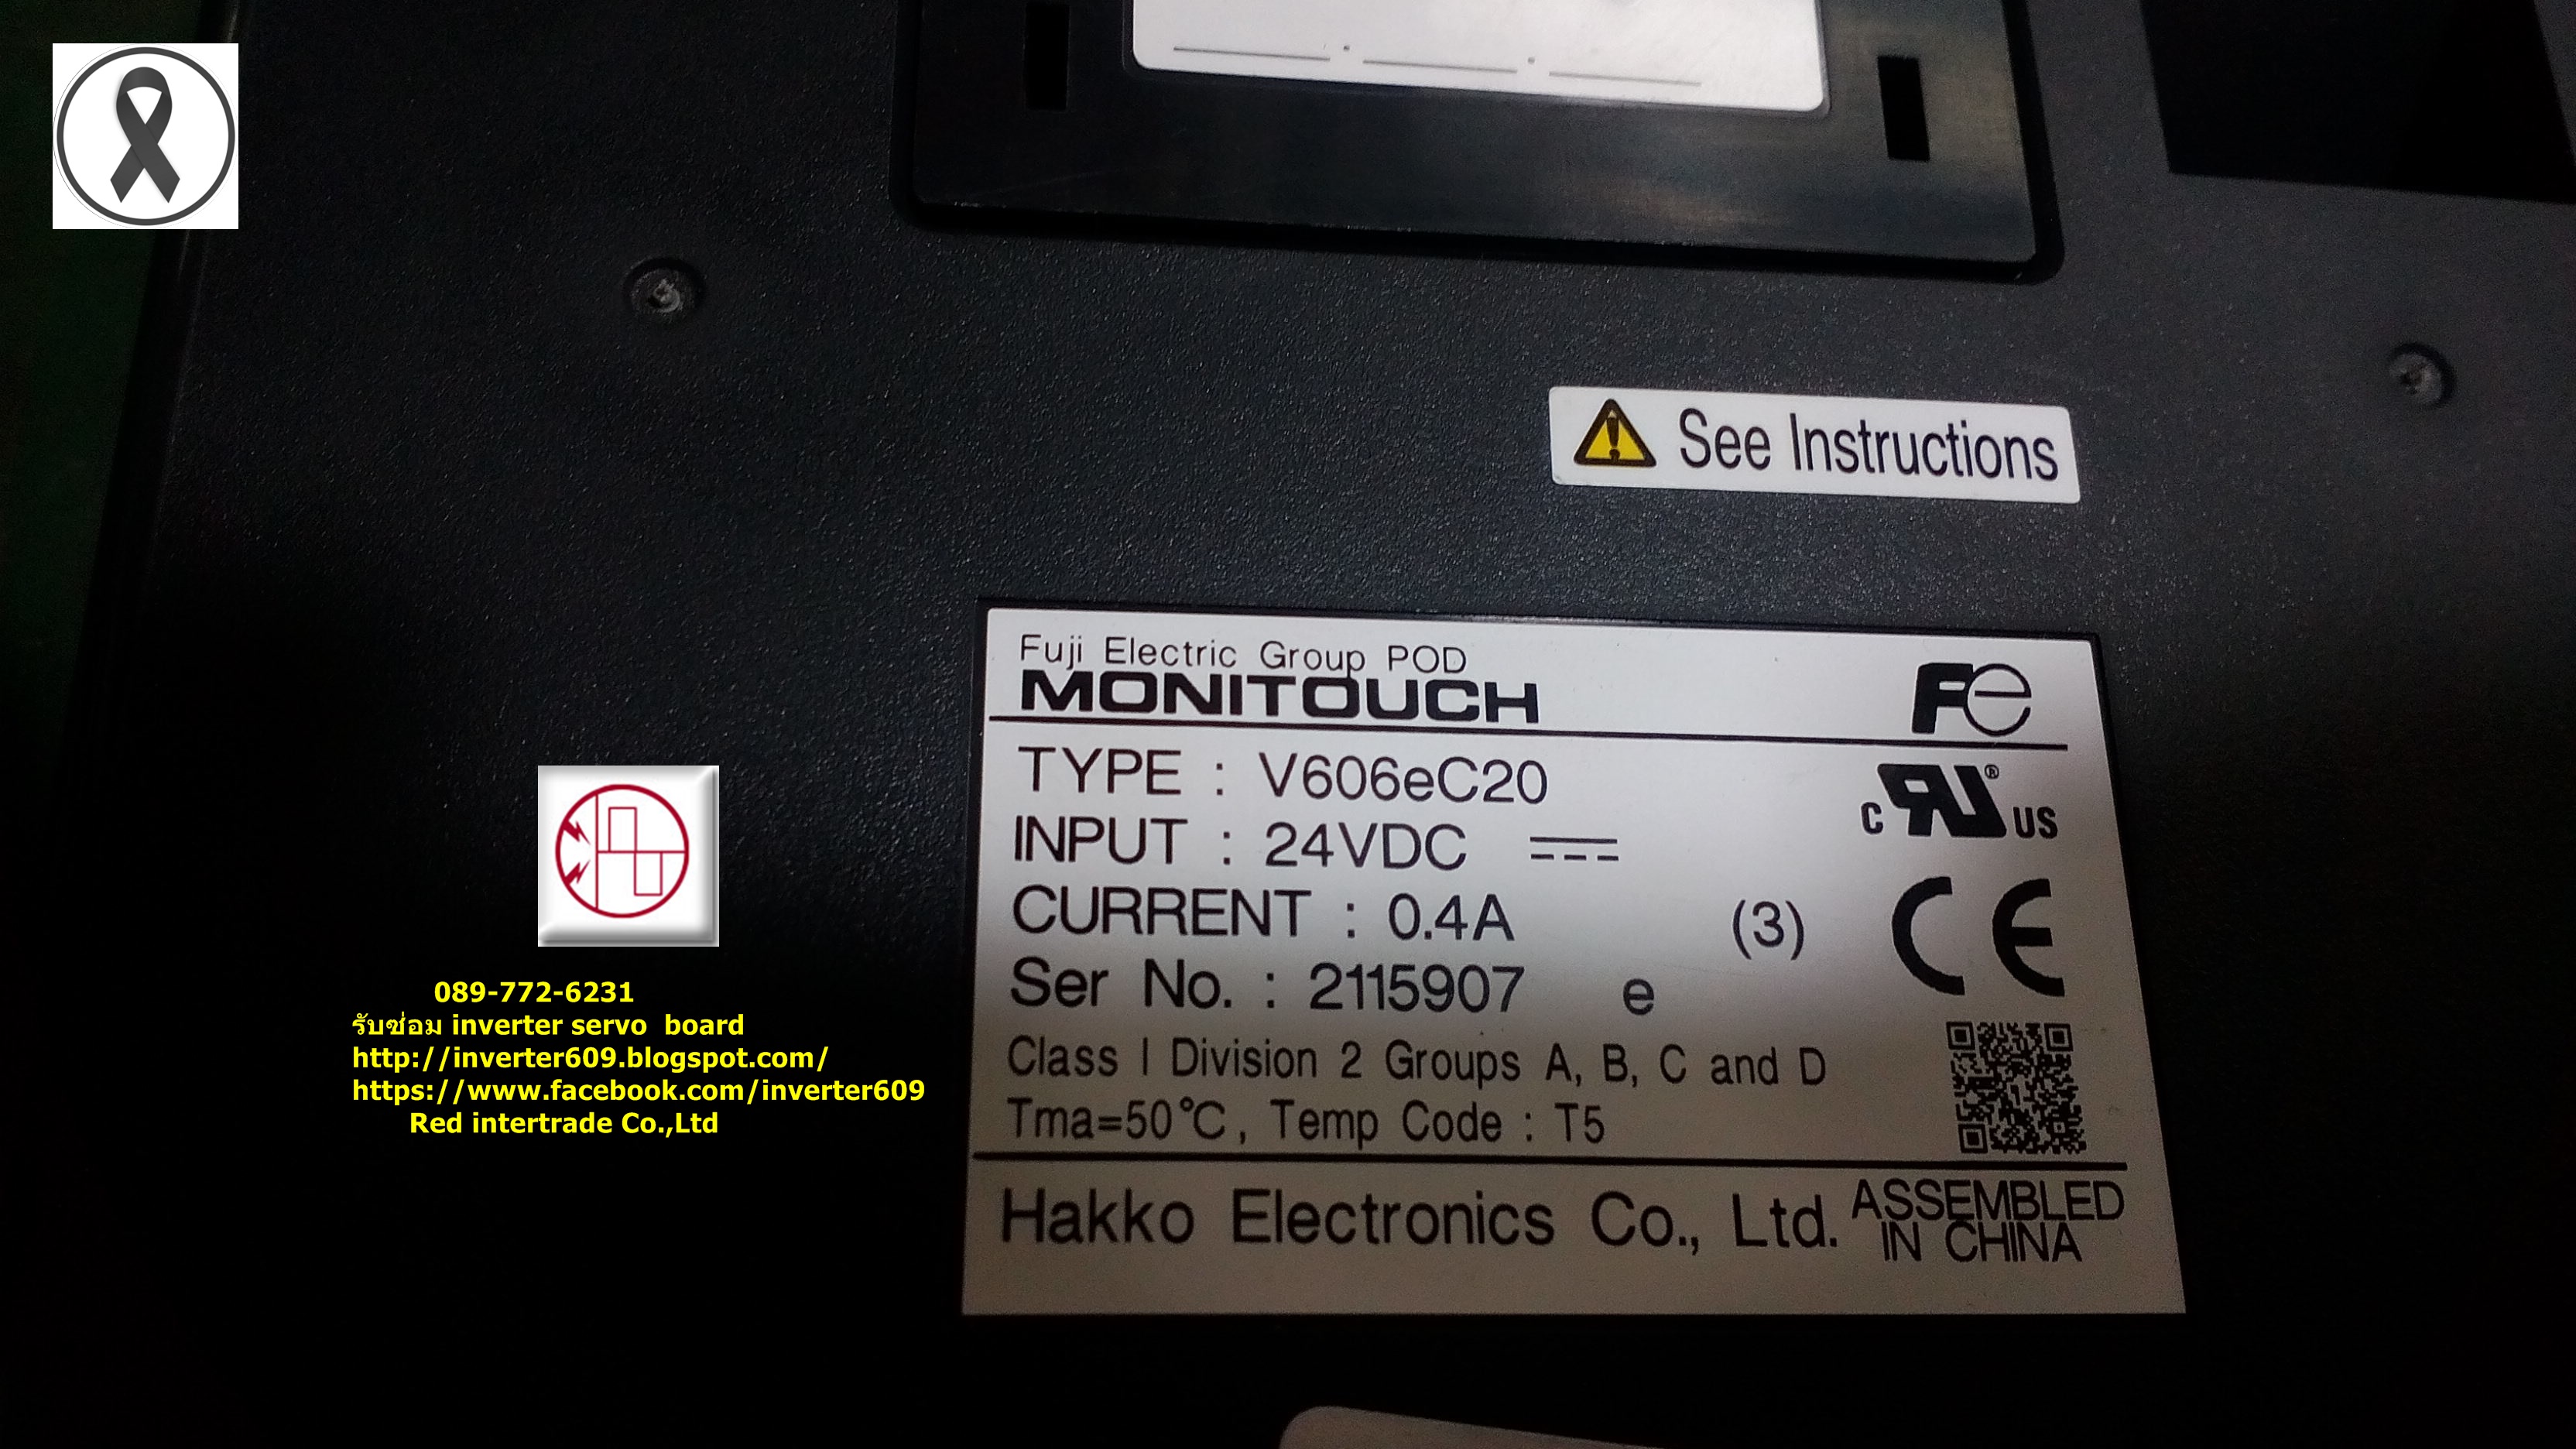 See Instructions
Fuji Electric Group POD
MONITOUCH
Fe
TYPE : V606eC20
INPUT : 24VDC
c RU ® US
CURRENT : 0.4A (3)
CE
Ser No. : 2115907 e
Class I Division 2 Groups A, B, C and D
Tma=50℃, Temp Code : T5
Hakko Electronics Co., Ltd.
ASSEMBLED
IN CHINA
089-772-6231
รับซ่อม inverter servo board
http://inverter609.blogspot.com/
https://www.facebook.com/inverter609
Red intertrade Co.,Ltd